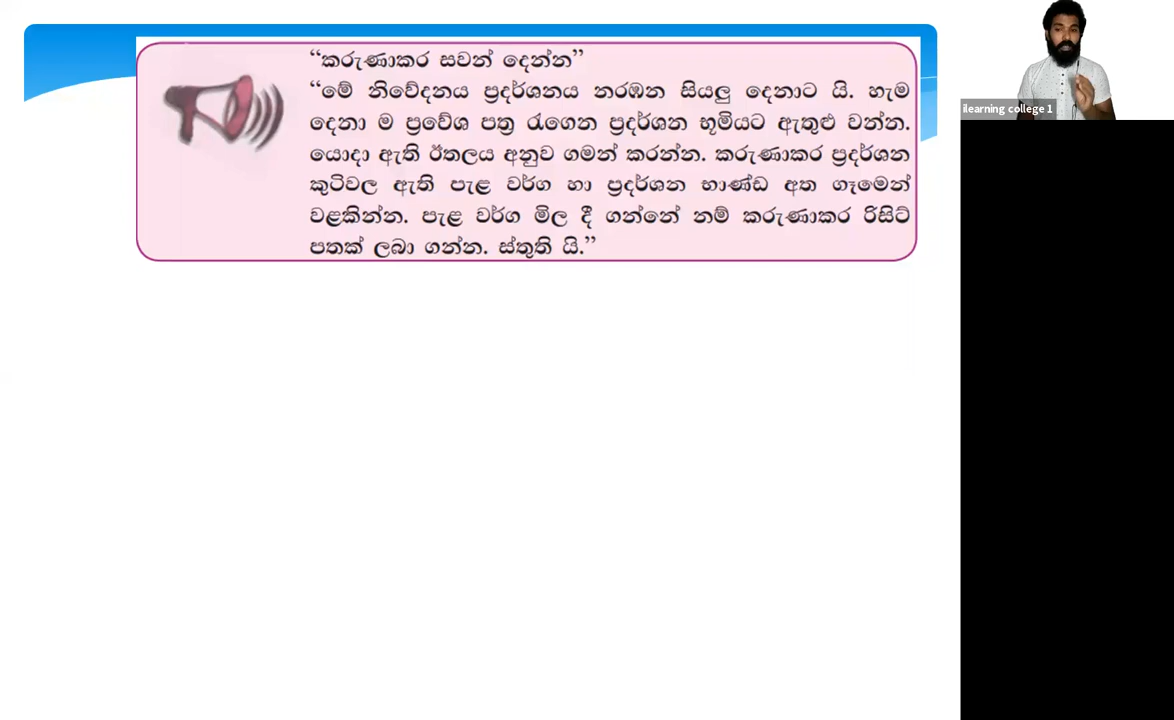 “කරුණාකර සවන් දෙන්න”
“මේ නිවේදනය ප්‍රදර්ශනය නරඹන සියලු දෙනාට යි. හැම
දෙනා ම ප්‍රවේශ පත්‍ර රැගෙන ප්‍රදර්ශන භූමියට ඇතුළු වන්න.
යොදා ඇති ඊතලය අනුව ගමන් කරන්න. කරුණාකර ප්‍රදර්ශන
කුටිවල ඇති පැළ වර්ග හා ප්‍රදර්ශන භාණ්ඩ අත ගෑමෙන්
වළකින්න. පැළ වර්ග මිල දී ගන්නේ නම් කරුණාකර රිසිට්
පතක් ලබා ගන්න. ස්තුති යි.”
ilearning college 1